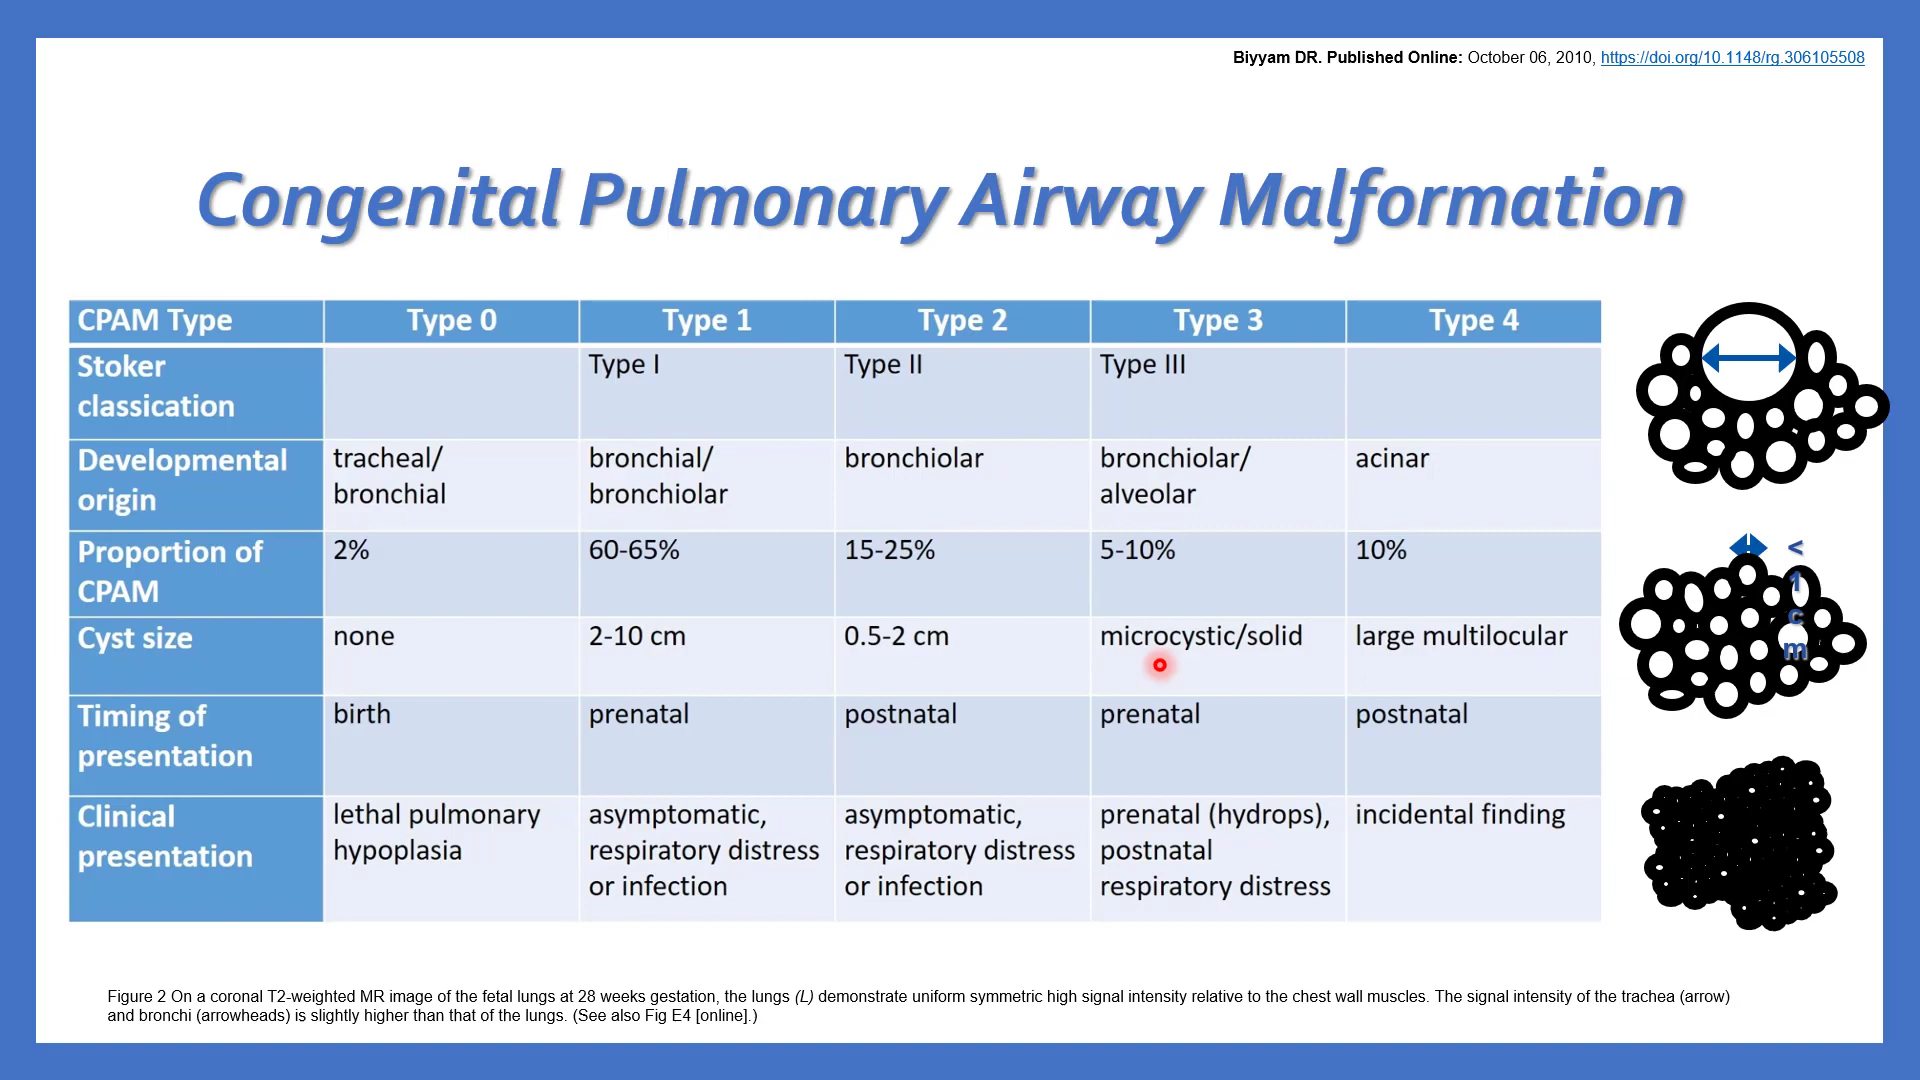 Biyyam DR. Published Online: October 06, 2010, https://doi.org/10.1148/rg.306105508
Congenital Pulmonary Airway Malformation
CPAM Type Type 0 Type 1 Type 2 Type 3 Type 4
Stoker classication Type I Type II Type III
Developmental origin tracheal/ bronchial bronchial/ bronchiolar bronchiolar bronchiolar/ alveolar acinar
Proportion of CPAM 2% 60-65% 15-25% 5-10% 10%
Cyst size none 2-10 cm 0.5-2 cm microcystic/solid large multilocular
Timing of presentation birth prenatal postnatal prenatal postnatal
Clinical presentation lethal pulmonary hypoplasia asymptomatic, respiratory distress or infection asymptomatic, respiratory distress or infection prenatal (hydrops), postnatal respiratory distress incidental finding
<
1
c
m
Figure 2 On a coronal T2-weighted MR image of the fetal lungs at 28 weeks gestation, the lungs (L) demonstrate uniform symmetric high signal intensity relative to the chest wall muscles. The signal intensity of the trachea (arrow)
and bronchi (arrowheads) is slightly higher than that of the lungs. (See also Fig E4 [online].)